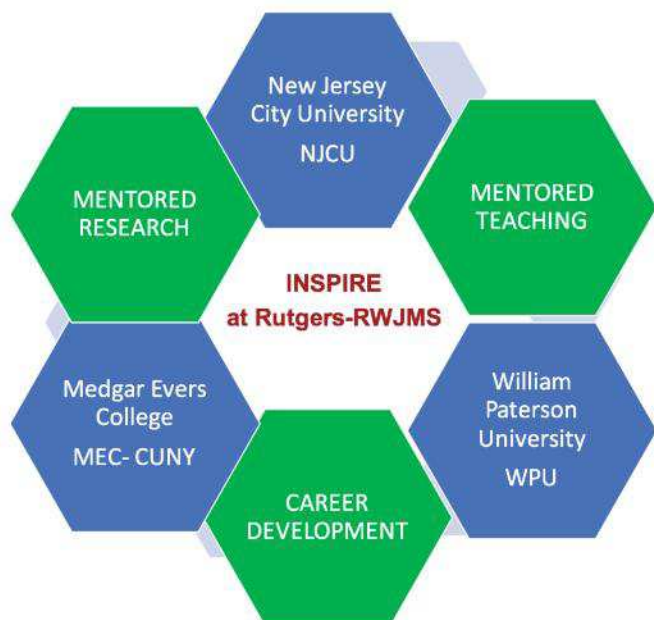 New Jersey
City University
NJCU
MENTORED
RESEARCH
MENTORED
TEACHING
INSPIRE
at Rutgers-RWJMS
Medgar Evers
College
MEC- CUNY
William
Paterson
University
WPU
CAREER
DEVELOPMENT